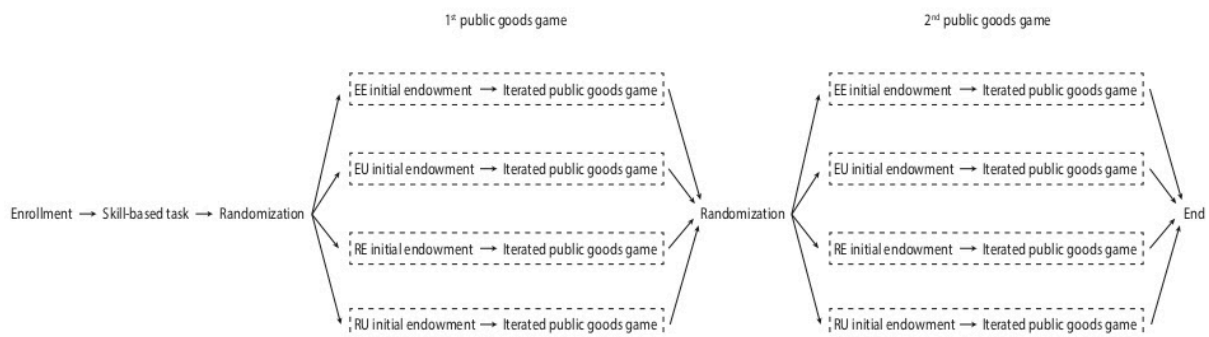 1st public goods game
2nd public goods game
EE initial endowment → Iterated public goods game
EE initial endowment → Iterated public goods game
EU initial endowment → Iterated public goods game
EU initial endowment → Iterated public goods game
Enrollment → Skill-based task → Randomization
Randomization
End
RE initial endowment → Iterated public goods game
RE initial endowment → Iterated public goods game
RU initial endowment → Iterated public goods game
RU initial endowment → Iterated public goods game